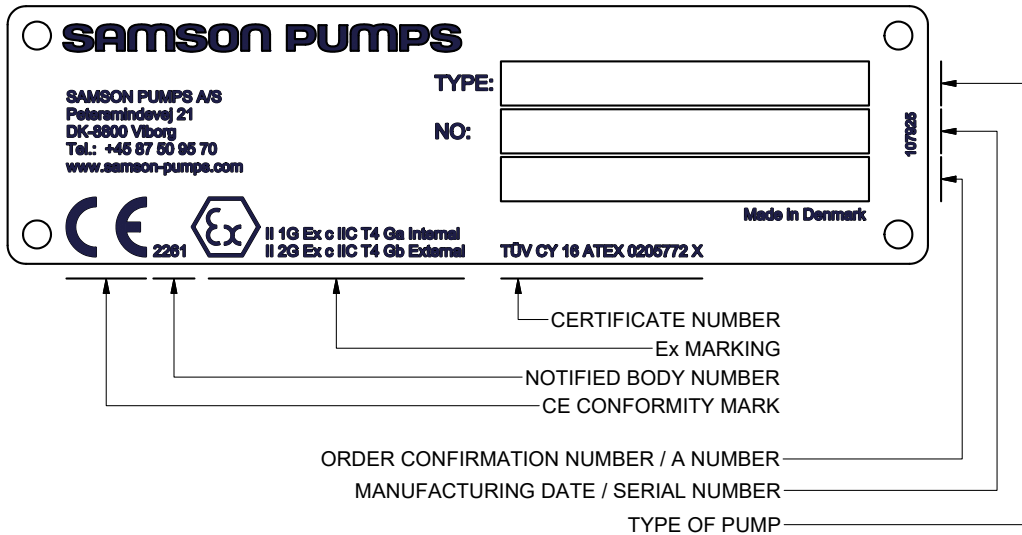 SAMSON PUMPS
SAMSON PUMPS A/S
Petersmindevej 21
DK-8800 Viborg
Tel.: +45 87 50 95 70
www.samson-pumps.com
TYPE:
NO:
107925
Made in Denmark
CE 2261 Ex
II 1G Ex c IIC T4 Ga Internal
II 2G Ex c IIC T4 Gb External
TÜV CY 16 ATEX 0205772 X
CERTIFICATE NUMBER
Ex MARKING
NOTIFIED BODY NUMBER
CE CONFORMITY MARK
ORDER CONFIRMATION NUMBER / A NUMBER
MANUFACTURING DATE / SERIAL NUMBER
TYPE OF PUMP